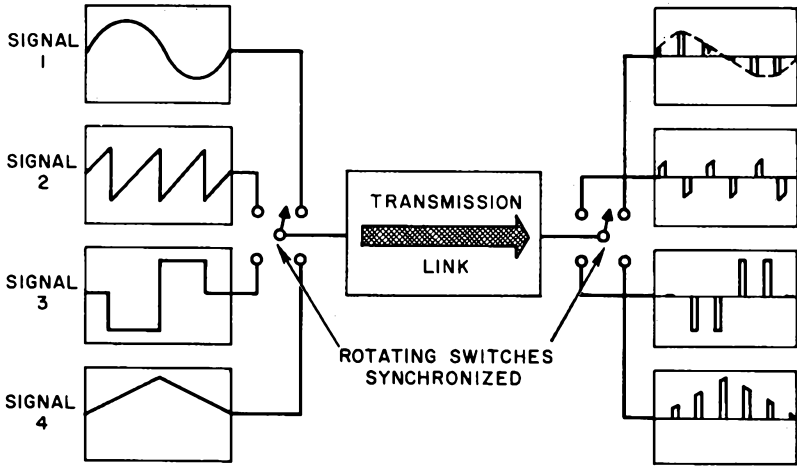 SIGNAL
1
SIGNAL
2
SIGNAL
3
SIGNAL
4
TRANSMISSION
LINK
ROTATING SWITCHES
SYNCHRONIZED